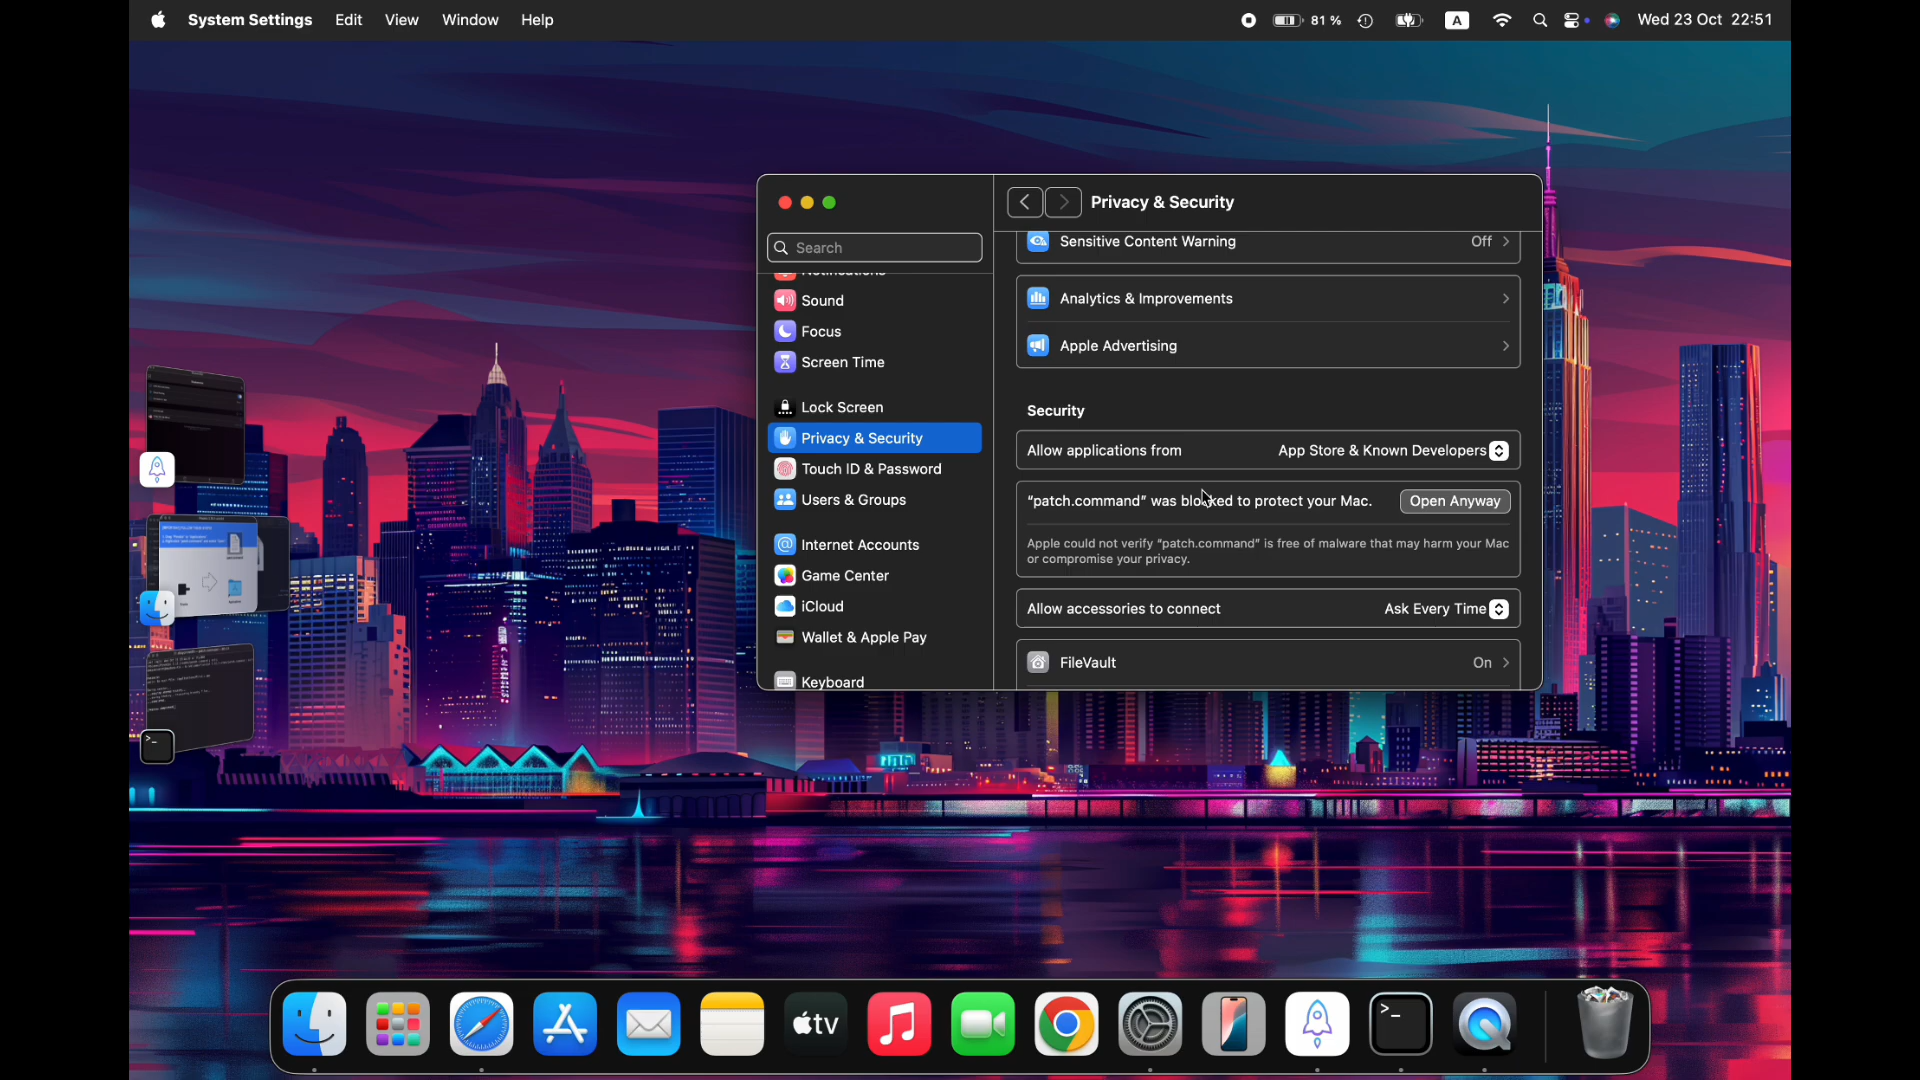 System Settings Edit View Window Help
81 %
A
Wed 23 Oct 22:51
Privacy & Security
Search
Sound
Focus
Screen Time
Lock Screen
Privacy & Security
Touch ID & Password
Users & Groups
Internet Accounts
Game Center
iCloud
Wallet & Apple Pay
Keyboard
Sensitive Content Warning Off
Analytics & Improvements
Apple Advertising
Security
Allow applications from App Store & Known Developers
“patch.command” was blocked to protect your Mac. Open Anyway
Apple could not verify “patch.command” is free of malware that may harm your Mac
or compromise your privacy.
Allow accessories to connect Ask Every Time
FileVault On
tv